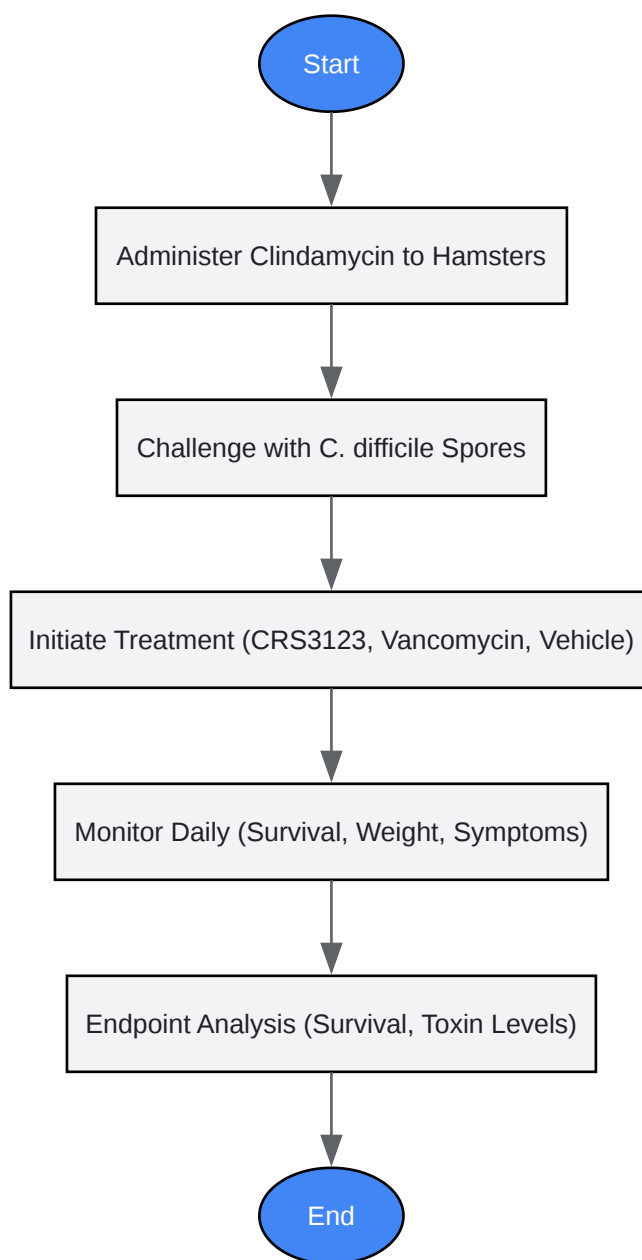 Start
Administer Clindamycin to Hamsters
Challenge with C. difficile Spores
Initiate Treatment (CRS3123, Vancomycin, Vehicle)
Monitor Daily (Survival, Weight, Symptoms)
Endpoint Analysis (Survival, Toxin Levels)
End